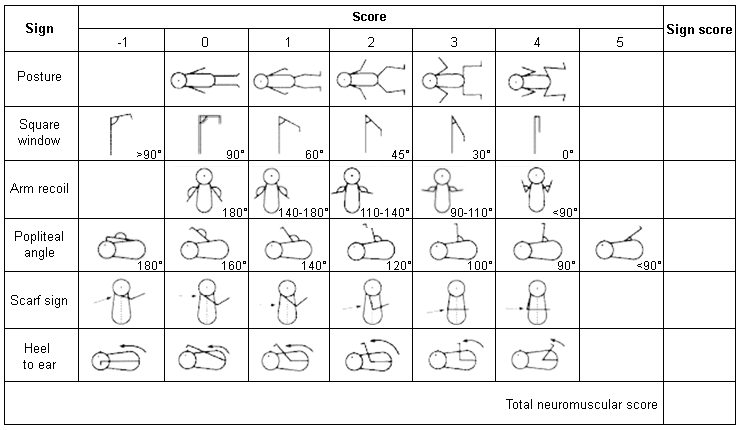 Sign
Score
Sign score
-1 0 1 2 3 4 5
Posture
Square
window
>90° 90° 60° 45° 30° 0°
Arm recoil
180° 140-180° 110-140° 90-110° <90°
Popliteal
angle
180° 160° 140° 120° 100° 90° <90°
Scarf sign
Heel
to ear
Total neuromuscular score